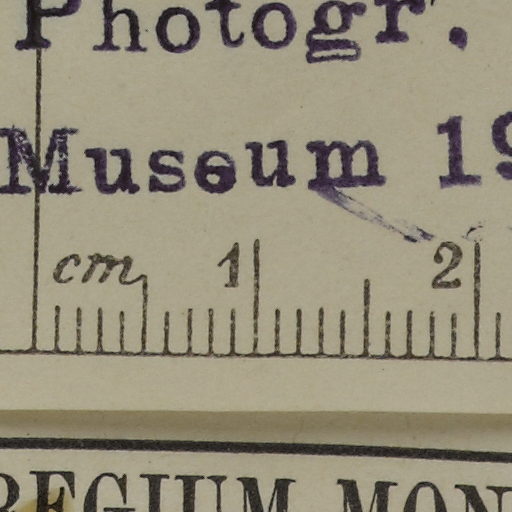 Photogr.
Museum 19
cm 1 2
REGIUM MON